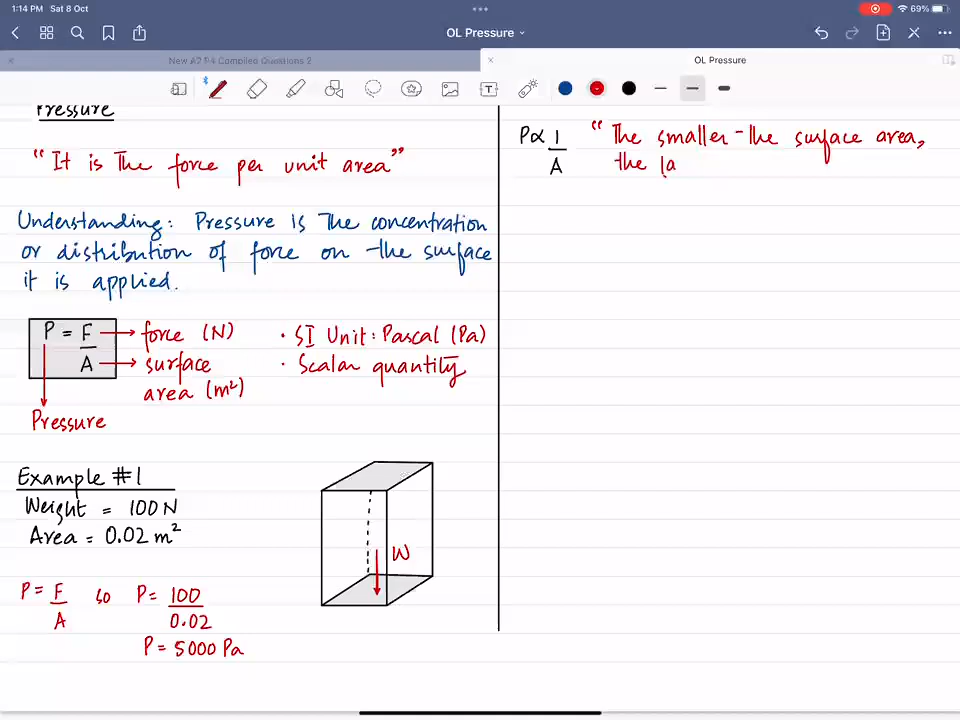 1:14 PM Sat 8 Oct
69%
OL Pressure
New A2 P4 Compiled Questions 2
OL Pressure
Pressure
"It is The force per unit area"
Understanding: Pressure is The concentration
or distribution of force on the surface
it is applied.
P = F/A
force (N)
surface
area (m²)
Pressure
· SI Unit: Pascal (Pa)
· Scalar quantity
Example #1
Weight = 100 N
Area = 0.02 m²
W
P = F/A so P = 100/0.02
P = 5000 Pa
P∝ 1/A "The smaller the surface area,
the la